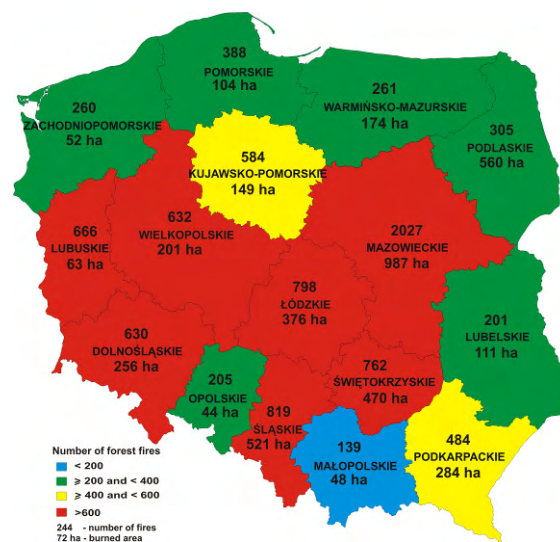 388
POMORSKIE
104 ha
261
WARMIŃSKO-MAZURSKIE
174 ha
260
ZACHODNIOPOMORSKIE
52 ha
305
PODLASKIE
560 ha
584
KUJAWSKO-POMORSKIE
149 ha
666
LUBUSKIE
63 ha
632
WIELKOPOLSKIE
201 ha
2027
MAZOWIECKIE
987 ha
798
ŁÓDZKIE
376 ha
201
LUBELSKIE
111 ha
630
DOLNOŚLĄSKIE
256 ha
205
OPOLSKIE
44 ha
819
ŚLĄSKIE
521 ha
762
ŚWIĘTOKRZYSKIE
470 ha
139
MAŁOPOLSKIE
48 ha
484
PODKARPACKIE
284 ha
Number of forest fires
< 200
⩾ 200 and < 400
⩾ 400 and < 600
>600
244 - number of fires
72 ha - burned area